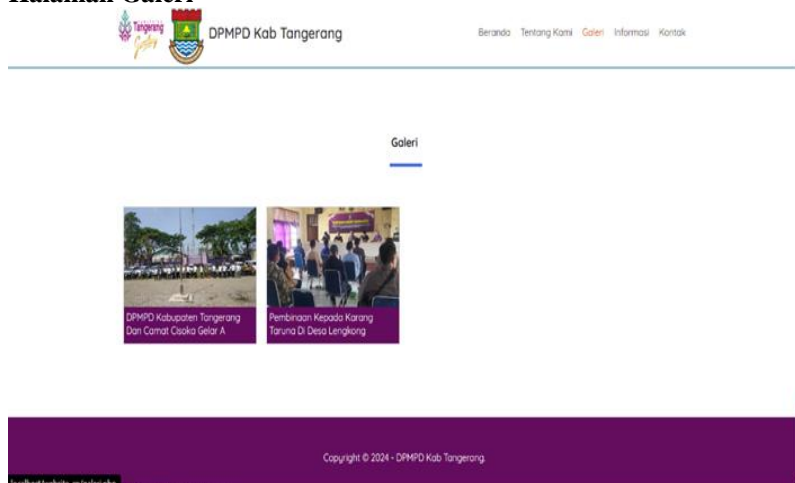 Halaman Galeri
Tangerang
Gemilang
DPMPD Kab Tangerang
Beranda Tentang Kami Galeri Informasi Kontak
Galeri
DPMPD Kabupaten Tangerang
Dan Camat Cisoka Gelar A
Pembinaan Kepada Karang
Taruna Di Desa Lengkong
Copyright © 2024 - DPMPD Kab Tangerang.